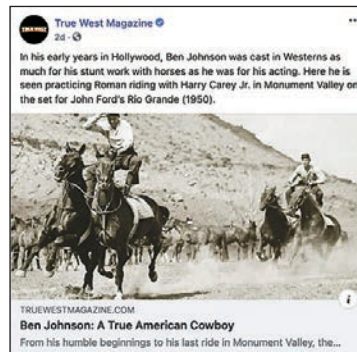 True West Magazine
2d ·
In his early years in Hollywood, Ben Johnson was cast in Westerns as
much for his stunt work with horses as he was for his acting. Here he is
seen practicing Roman riding with Harry Carey Jr. in Monument Valley on
the set for John Ford's Rio Grande (1950).
TRUEWESTMAGAZINE.COM
Ben Johnson: A True American Cowboy
From his humble beginnings to his last ride in Monument Valley, the...